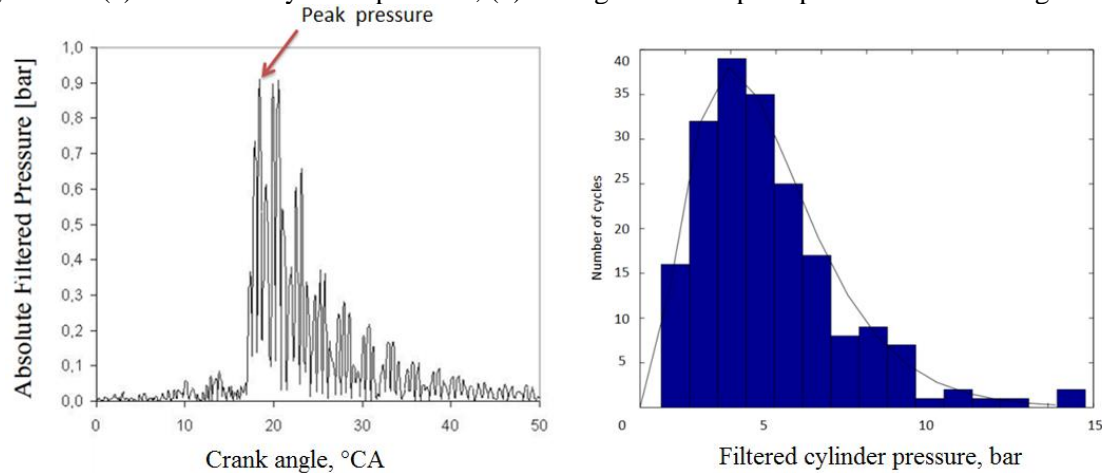 (a) (b)
Peak pressure
Absolute Filtered Pressure [bar]
1,0
0,9
0,8
0,7
0,6
0,5
0,4
0,3
0,2
0,1
0,0
0 10 20 30 40 50
Crank angle, °CA
Number of cycles
40
35
30
25
20
15
10
5
0 5 10 15
Filtered cylinder pressure, bar